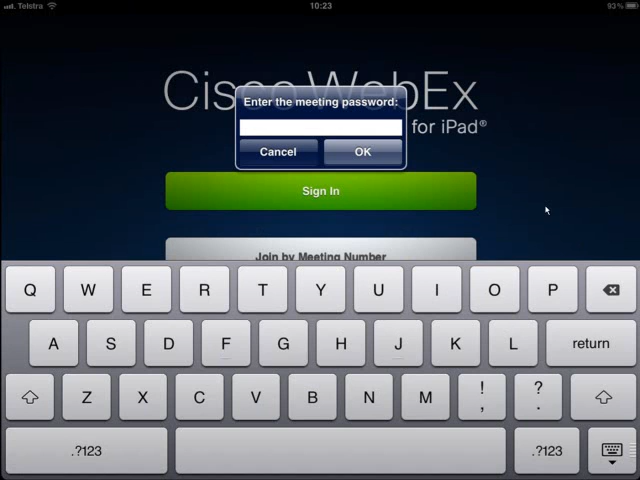 Telstra
10:23
93%
Cisco WebEx
for iPad®
Enter the meeting password:
Cancel
OK
Sign In
Join by Meeting Number
Q W E R T Y U I O P
A S D F G H J K L return
Z X C V B N M ! , ? .
.?123 .?123